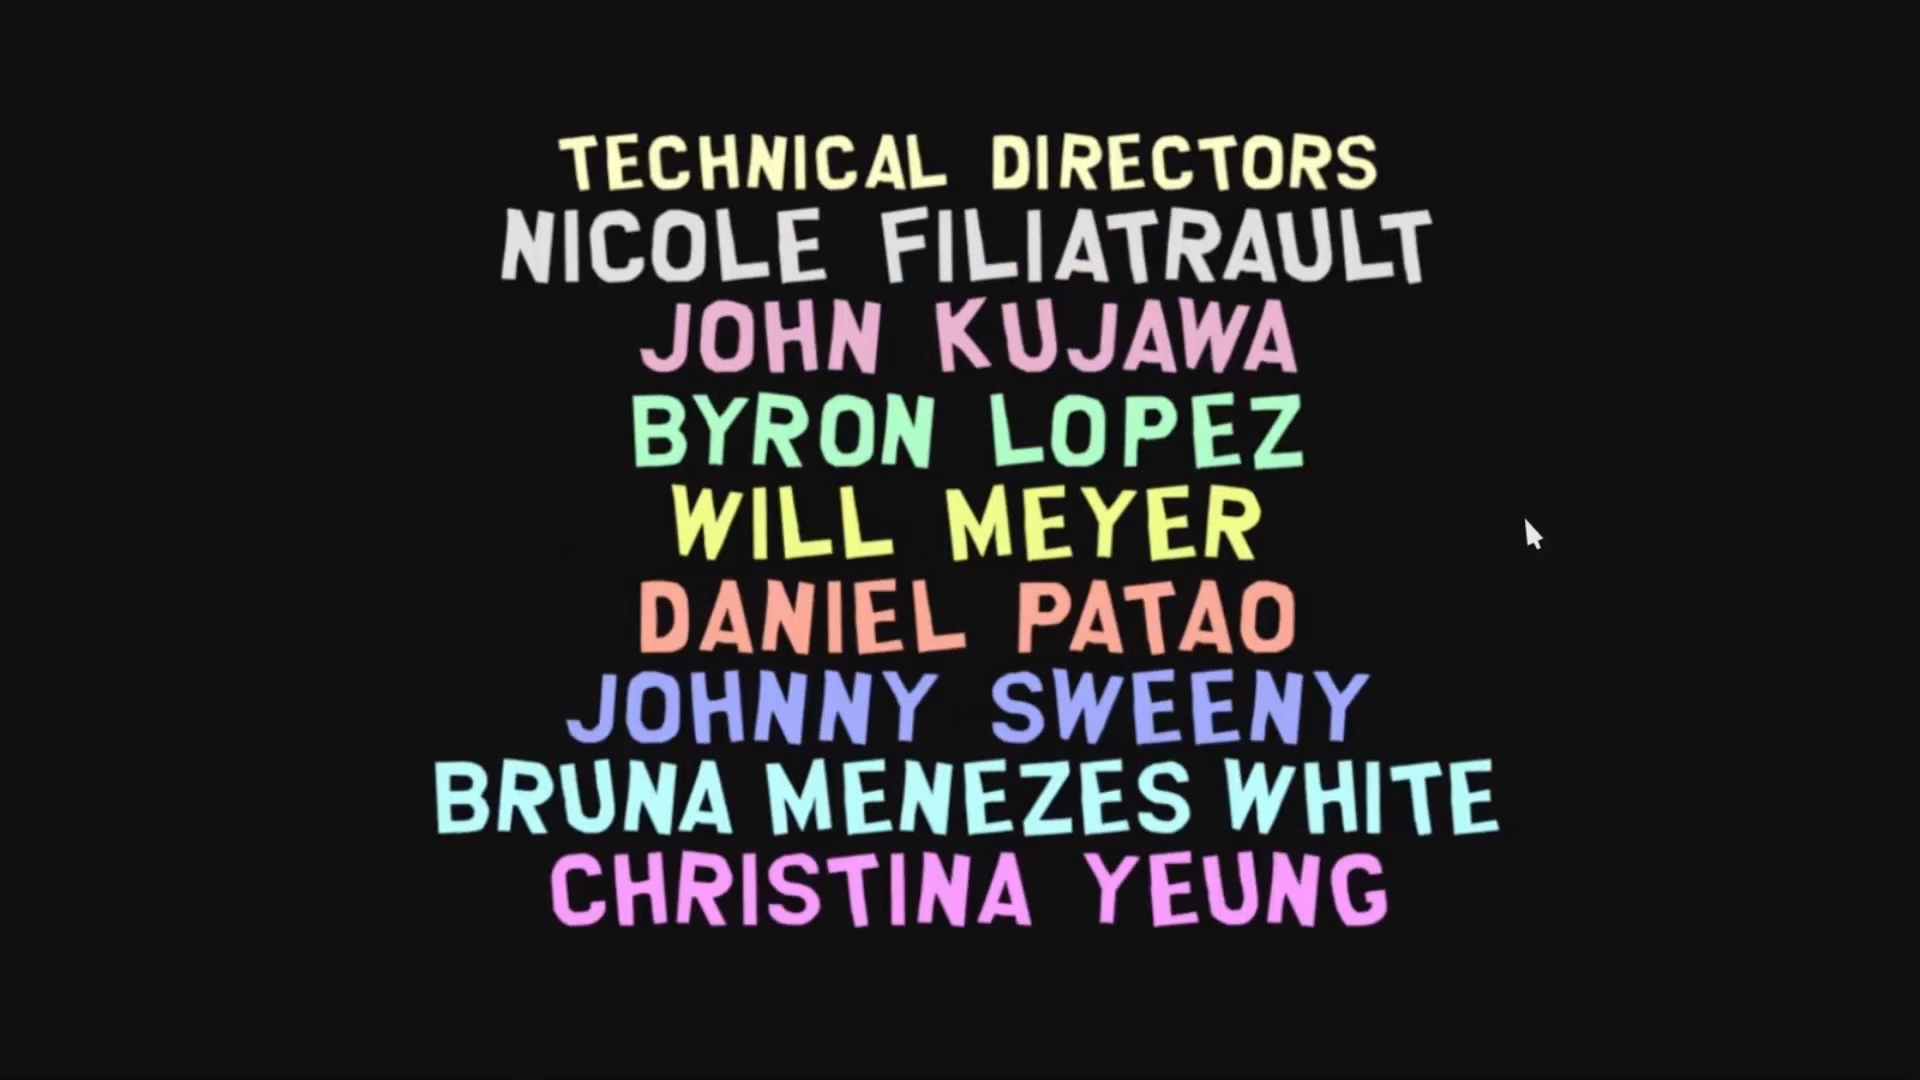 TECHNICAL DIRECTORS
NICOLE FILIATRAULT
JOHN KUJAWA
BYRON LOPEZ
WILL MEYER
DANIEL PATAO
JOHNNY SWEENY
BRUNA MENEZES WHITE
CHRISTINA YEUNG